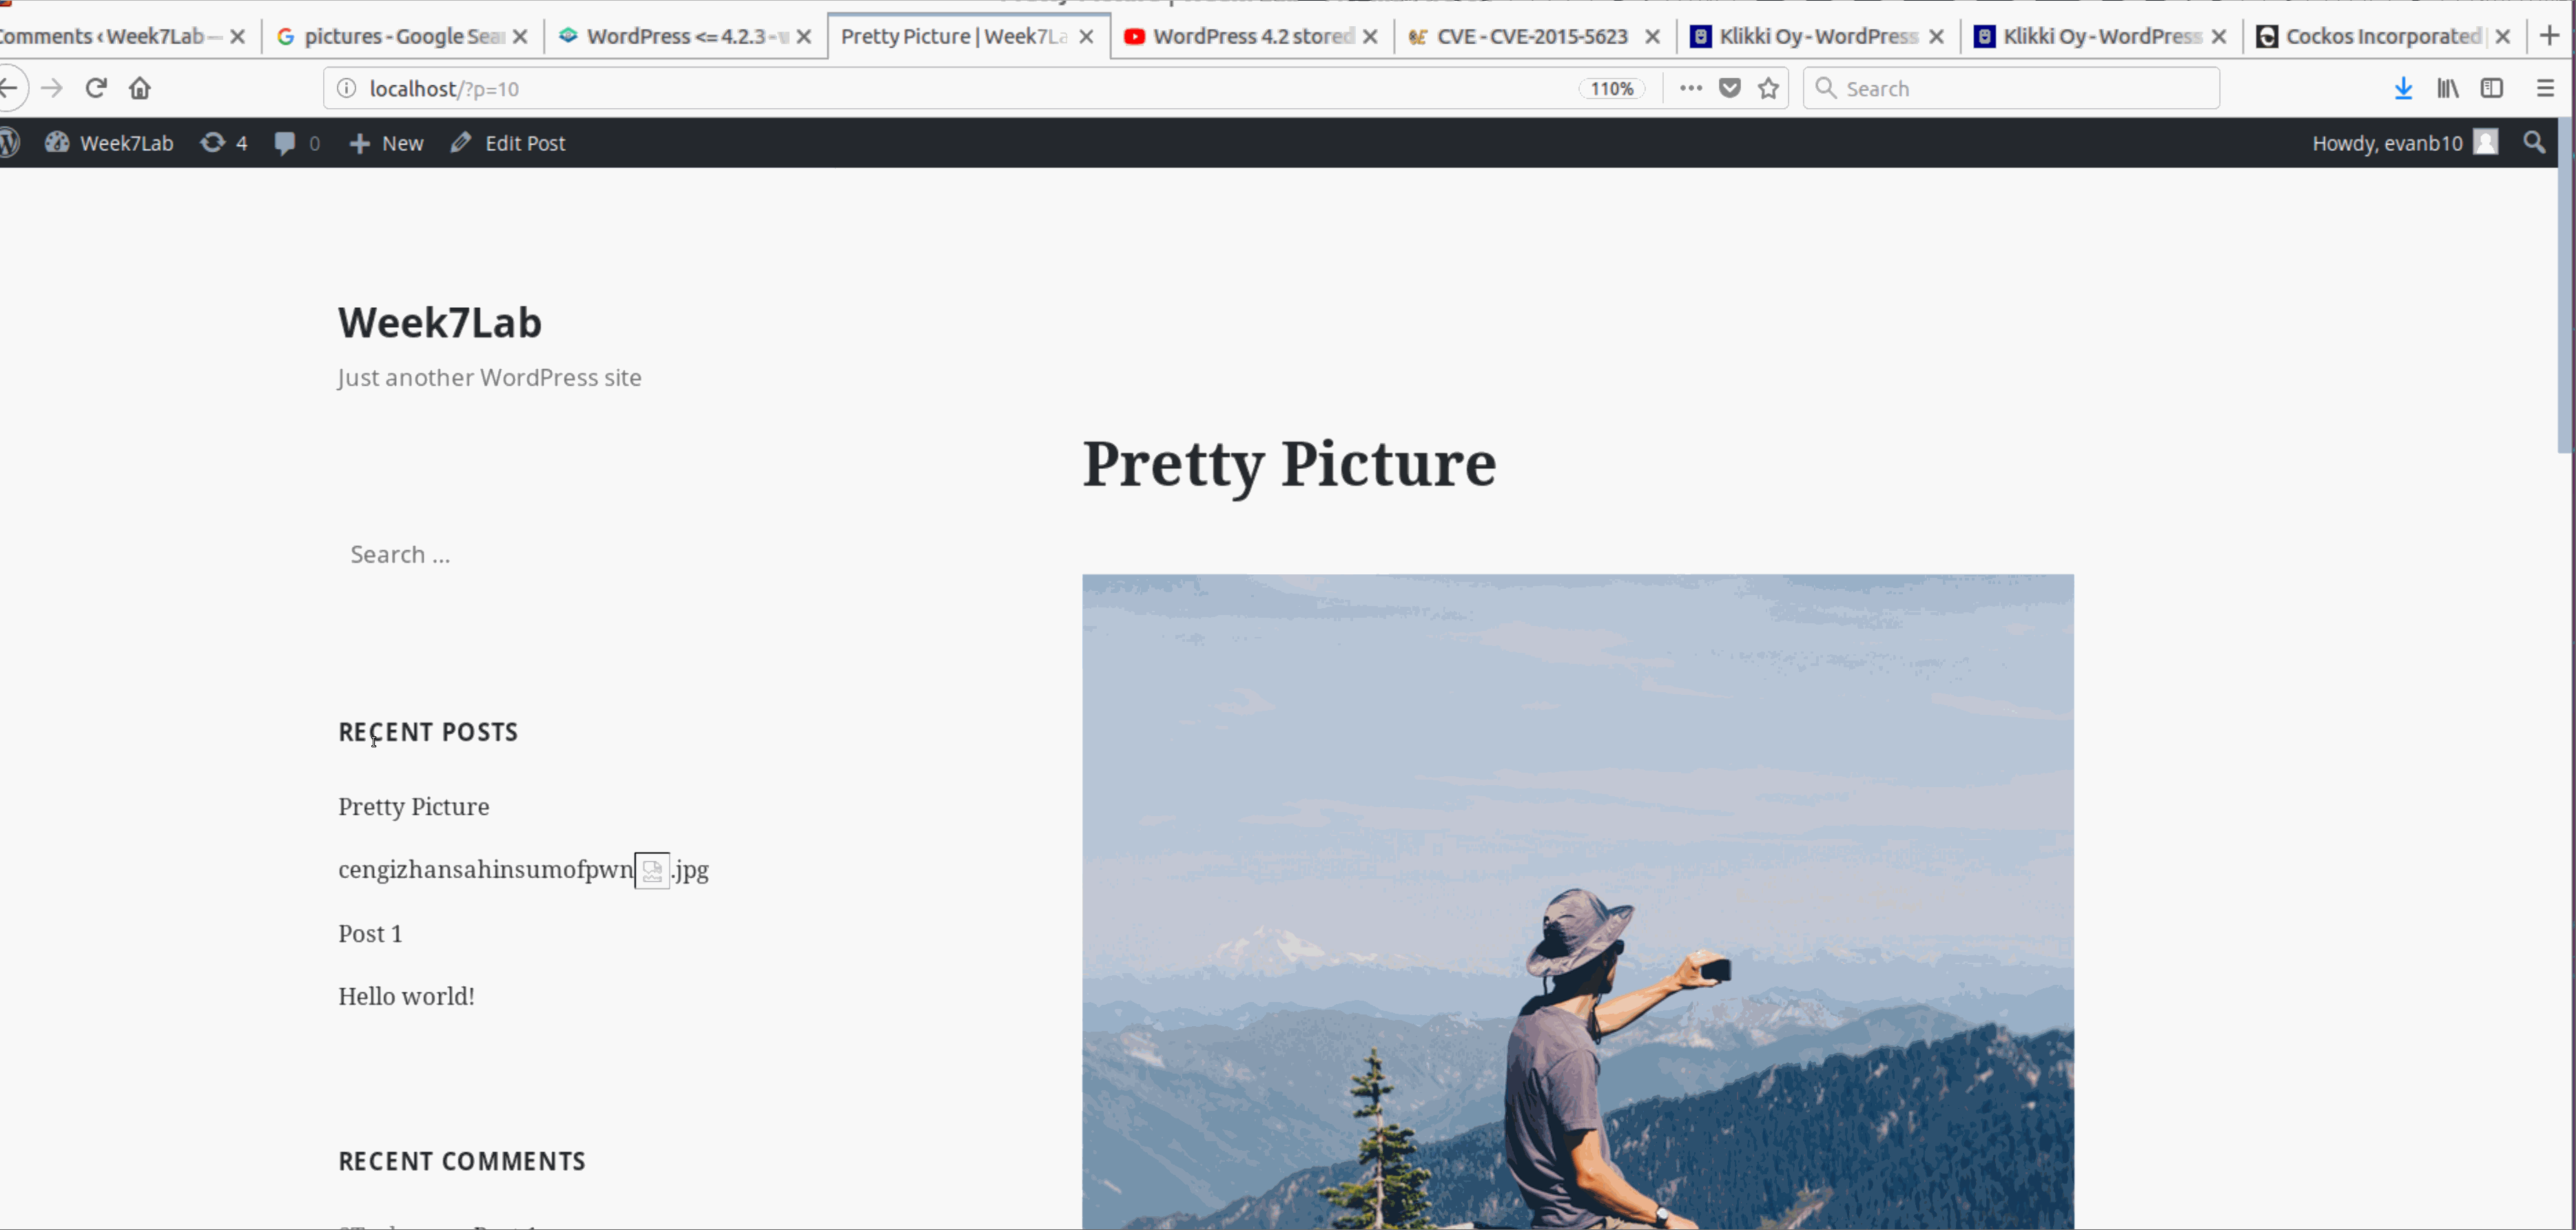 Comments ‹ Week7Lab —
pictures - Google Sear
WordPress <= 4.2.3 -
Pretty Picture | Week7La
WordPress 4.2 stored
CVE - CVE-2015-5623
Klikki Oy - WordPress
Klikki Oy - WordPress
Cockos Incorporated |
localhost/?p=10
110%
Search
Week7Lab
4
0
New
Edit Post
Howdy, evanb10
Week7Lab
Just another WordPress site
Pretty Picture
Search ...
RECENT POSTS
Pretty Picture
cengizhansahinsumofpwn .jpg
Post 1
Hello world!
RECENT COMMENTS